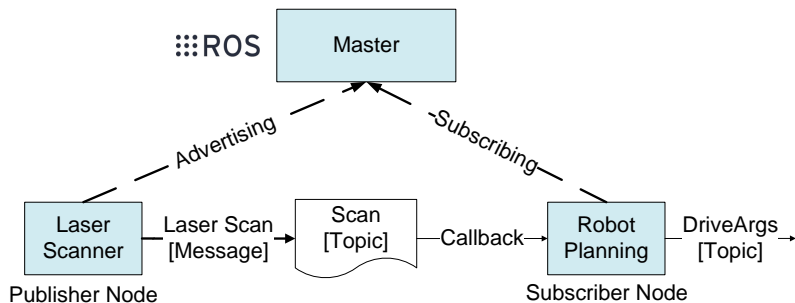 ROS
Master
Advertising
Subscribing
Laser
Scanner
Laser Scan
[Message]
Scan
[Topic]
Callback
Robot
Planning
DriveArgs
[Topic]
Publisher Node
Subscriber Node